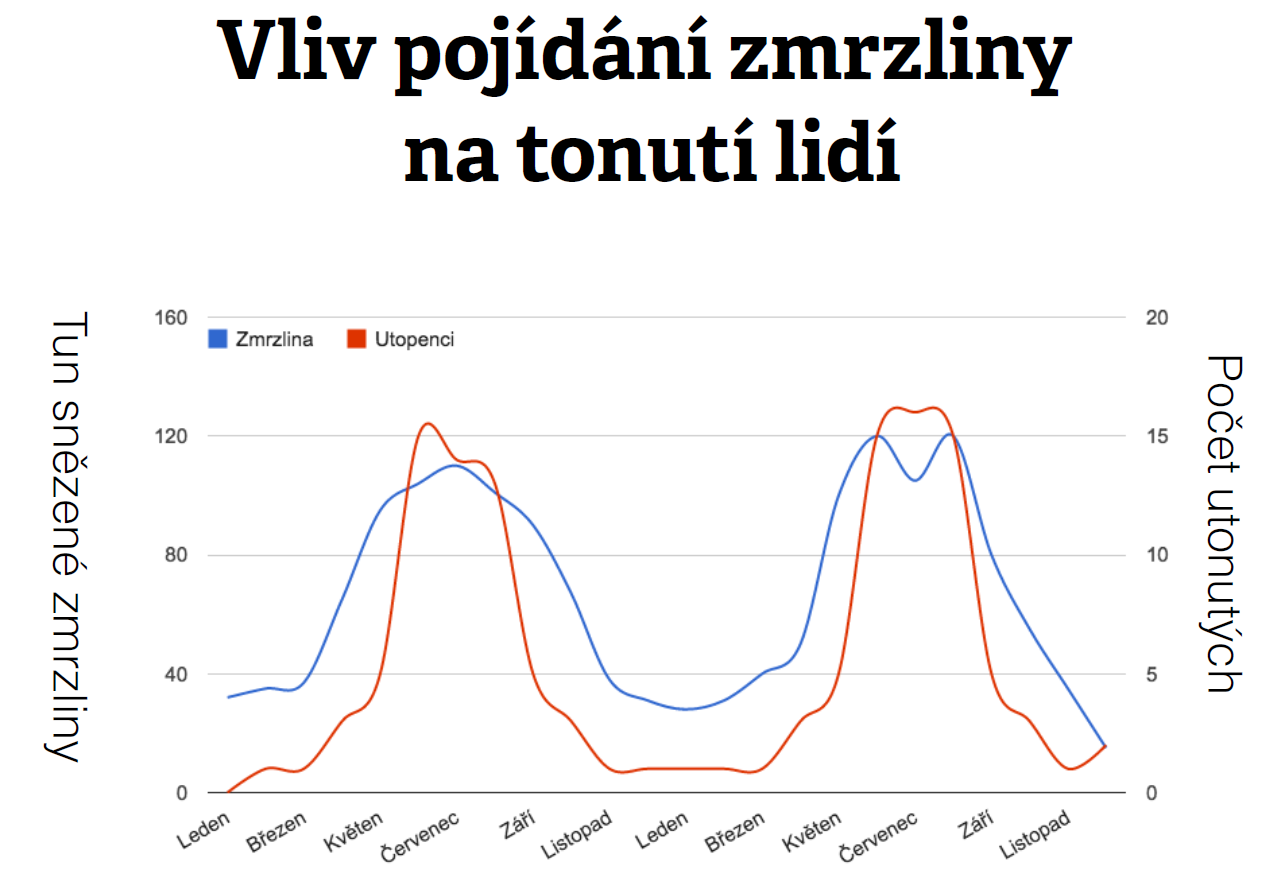 Vliv pojídání zmrzliny
na tonutí lidí
Tun snězené zmrzliny
160
120
80
40
0
Zmrzlina
Utopenci
20
15
10
5
0
Počet utonutých
Leden
Březen
Květen
Červenec
Září
Listopad
Leden
Březen
Květen
Červenec
Září
Listopad